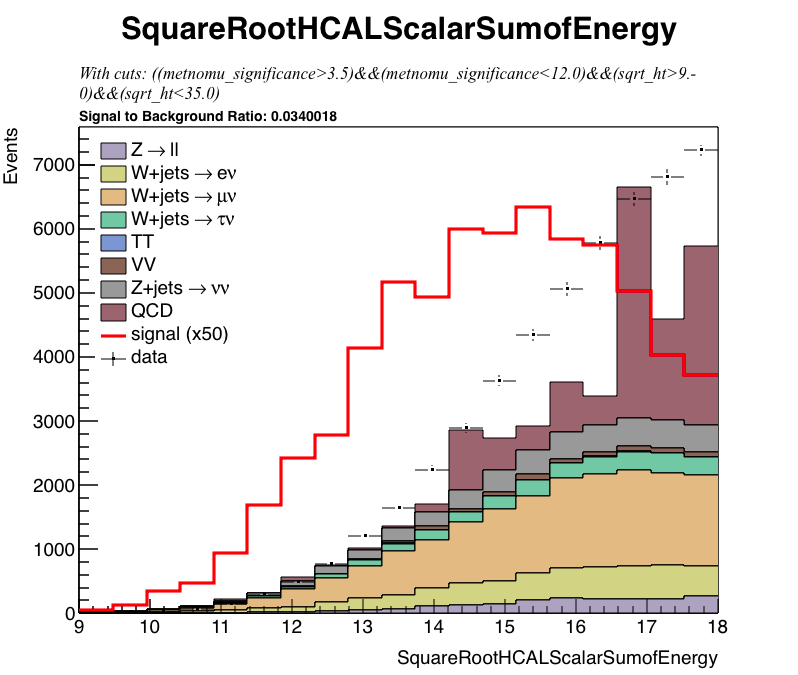 SquareRootHCALScalarSumofEnergy
With cuts: ((metnomu_significance>3.5)&&(metnomu_significance<12.0)&&(sqrt_ht>9.-
0)&&(sqrt_ht<35.0)
Signal to Background Ratio: 0.0340018
Events
7000
6000
5000
4000
3000
2000
1000
0
Z → ll
W+jets → eν
W+jets → μν
W+jets → τν
TT
VV
Z+jets → νν
QCD
signal (x50)
data
9 10 11 12 13 14 15 16 17 18
SquareRootHCALScalarSumofEnergy